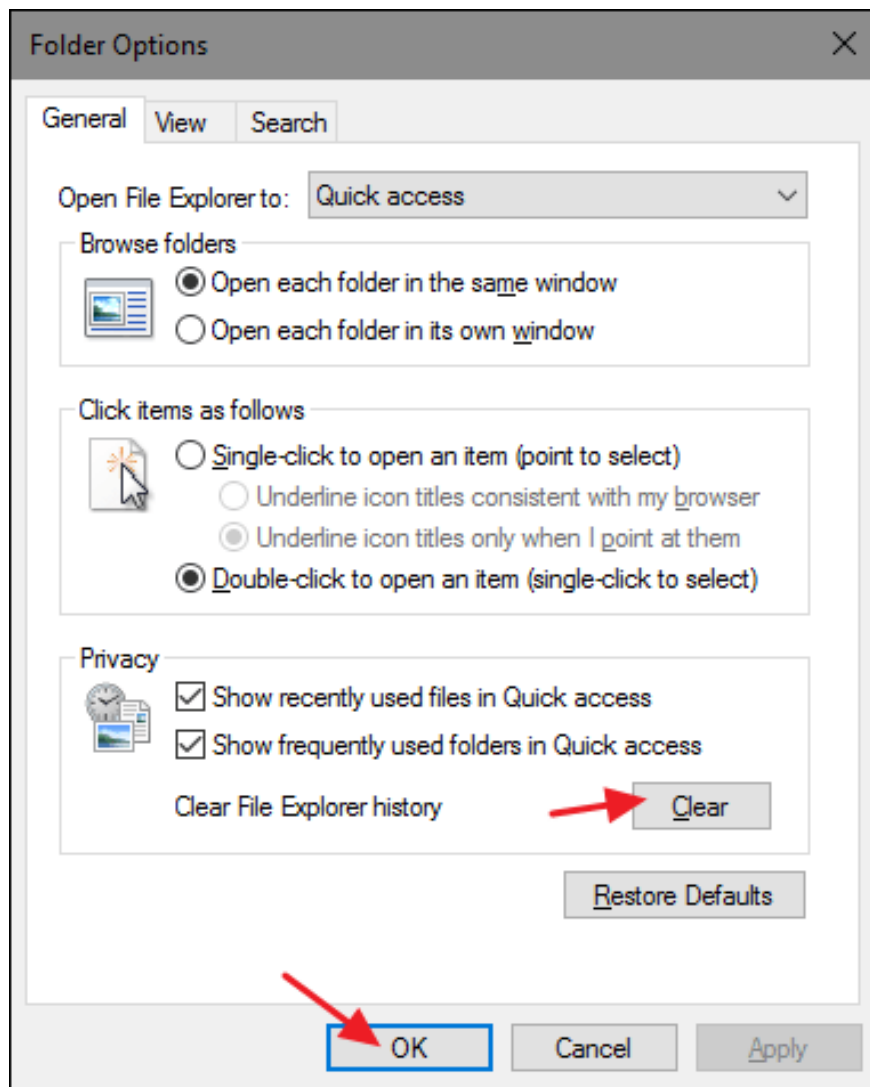 Folder Options
General View Search
Open File Explorer to: Quick access
Browse folders
Open each folder in the same window
Open each folder in its own window
Click items as follows
Single-click to open an item (point to select)
Underline icon titles consistent with my browser
Underline icon titles only when I point at them
Double-click to open an item (single-click to select)
Privacy
Show recently used files in Quick access
Show frequently used folders in Quick access
Clear File Explorer history Clear
Restore Defaults
OK Cancel Apply